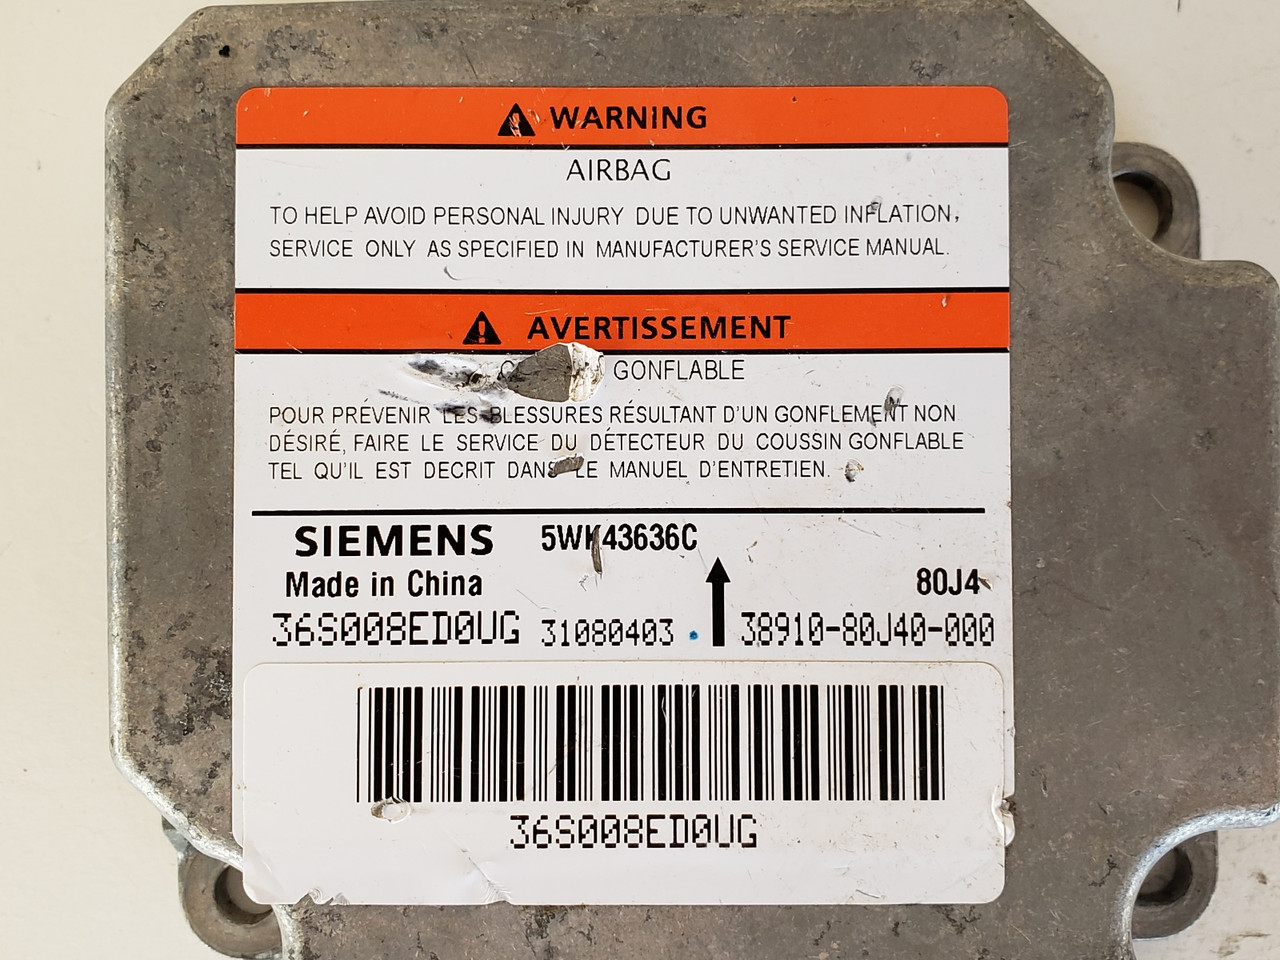 WARNING
AIRBAG
TO HELP AVOID PERSONAL INJURY DUE TO UNWANTED INFLATION,
SERVICE ONLY AS SPECIFIED IN MANUFACTURER'S SERVICE MANUAL.
AVERTISSEMENT
GONFLABLE
POUR PRÉVENIR LES BLESSURES RÉSULTANT D'UN GONFLEMENT NON
DÉSIRÉ, FAIRE LE SERVICE DU DÉTECTEUR DU COUSSIN GONFLABLE
TEL QU'IL EST DECRIT DANS LE MANUEL D'ENTRETIEN.
SIEMENS 5WK43636C
Made in China 80J4
36S008ED0UG 31080403 38910-80J40-000
36S008ED0UG